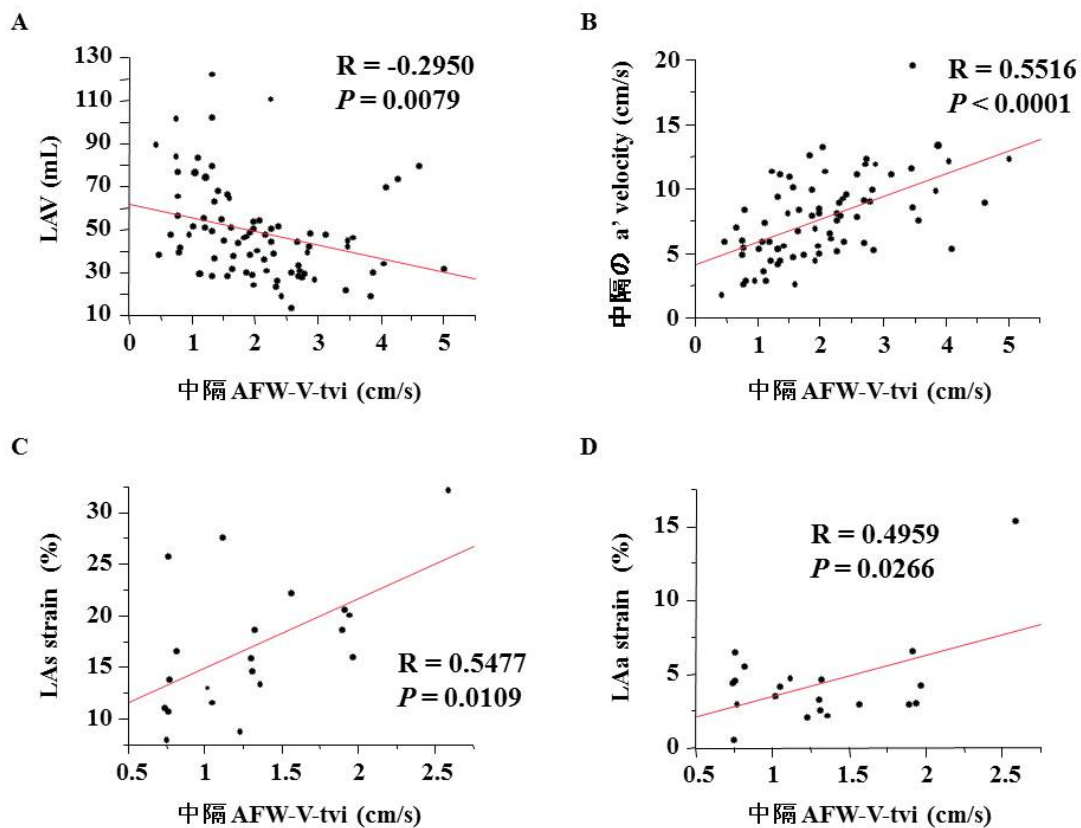 A
R = -0.2950
P = 0.0079
LAV (mL)
130
110
90
70
50
30
10
0 1 2 3 4 5
中隔 AFW-V-tvi (cm/s)
B
R = 0.5516
P < 0.0001
中隔の a' velocity (cm/s)
20
15
10
5
0
0 1 2 3 4 5
中隔 AFW-V-tvi (cm/s)
C
R = 0.5477
P = 0.0109
LAs strain (%)
30
25
20
15
10
0.5 1 1.5 2 2.5
中隔 AFW-V-tvi (cm/s)
D
R = 0.4959
P = 0.0266
LAa strain (%)
15
10
5
0
0.5 1 1.5 2 2.5
中隔 AFW-V-tvi (cm/s)